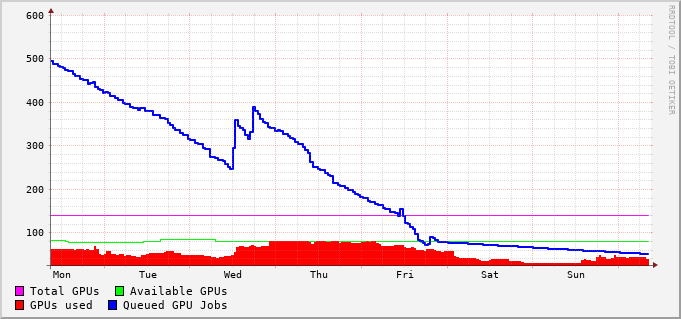 600
500
400
300
200
100
Mon Tue Wed Thu Fri Sat Sun
Total GPUs Available GPUs
GPUs used Queued GPU Jobs
RRDTOOL / TOBI OETIKER